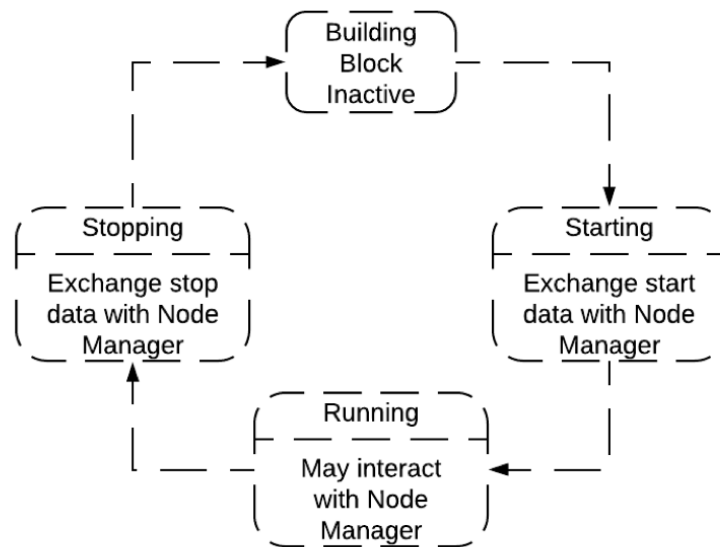 Building
Block
Inactive
Stopping
Exchange stop
data with Node
Manager
Starting
Exchange start
data with Node
Manager
Running
May interact
with Node
Manager